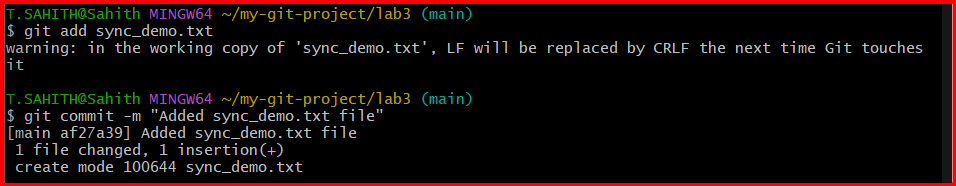 T.SAHITH@Sahith MINGW64 ~/my-git-project/lab3 (main)
$ git add sync_demo.txt
warning: in the working copy of 'sync_demo.txt', LF will be replaced by CRLF the next time Git touches
it
T.SAHITH@Sahith MINGW64 ~/my-git-project/lab3 (main)
$ git commit -m "Added sync_demo.txt file"
[main af27a39] Added sync_demo.txt file
 1 file changed, 1 insertion(+)
 create mode 100644 sync_demo.txt